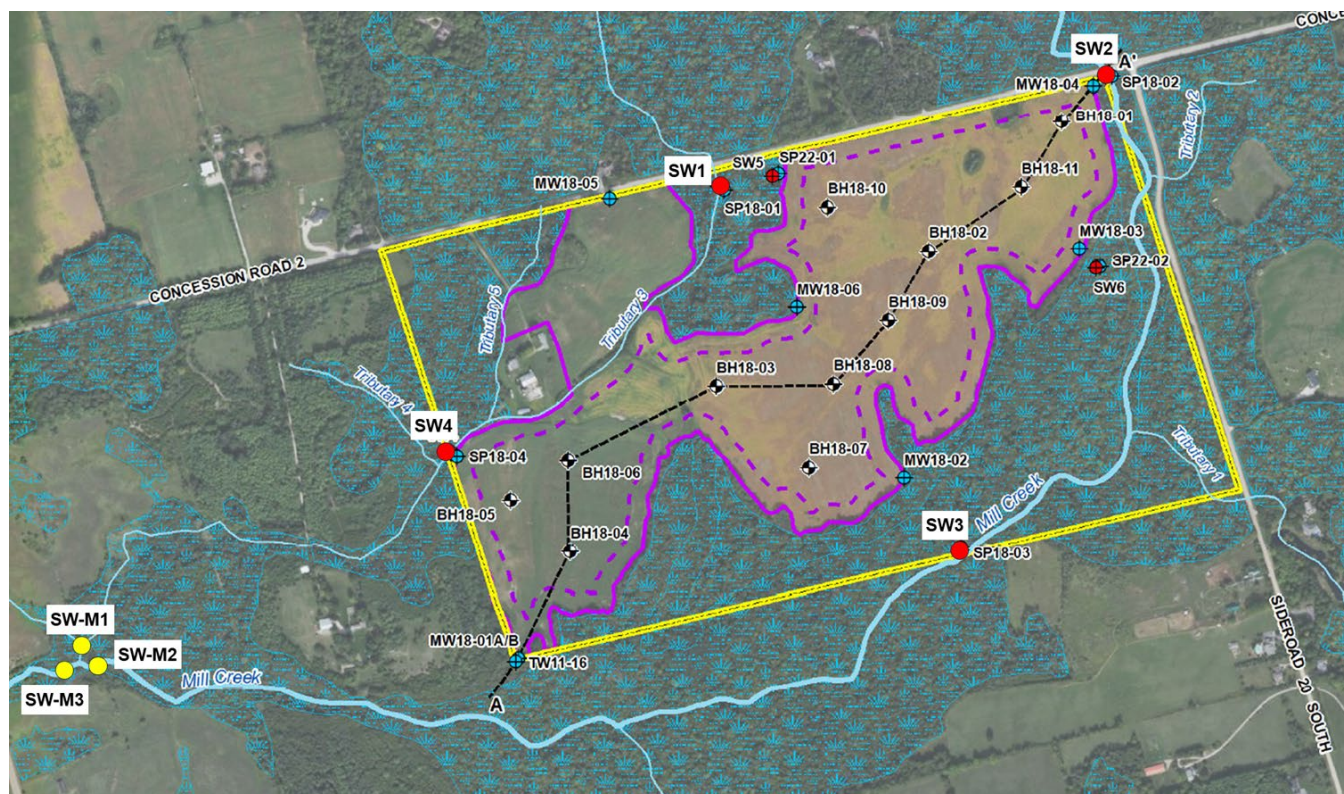 CONCE
SW2
A'
MW18-04
SP18-02
Tributary 2
BH18-01
SW5
SP22-01
SW1
MW18-05
SP18-01
BH18-10
BH18-11
BH18-02
MW18-03
SP22-02
SW6
CONCESSION ROAD 2
MW18-06
Tributary 5
Tributary 3
BH18-09
BH18-03
BH18-08
Tributary 4
SW4
SP18-04
BH18-06
BH18-07
MW18-02
Tributary 1
BH18-05
Mill Creek
SW3
BH18-04
SP18-03
SIDEROAD 20 SOUTH
SW-M1
MW18-01A/B
SW-M2
TW11-16
SW-M3
Mill Creek
A